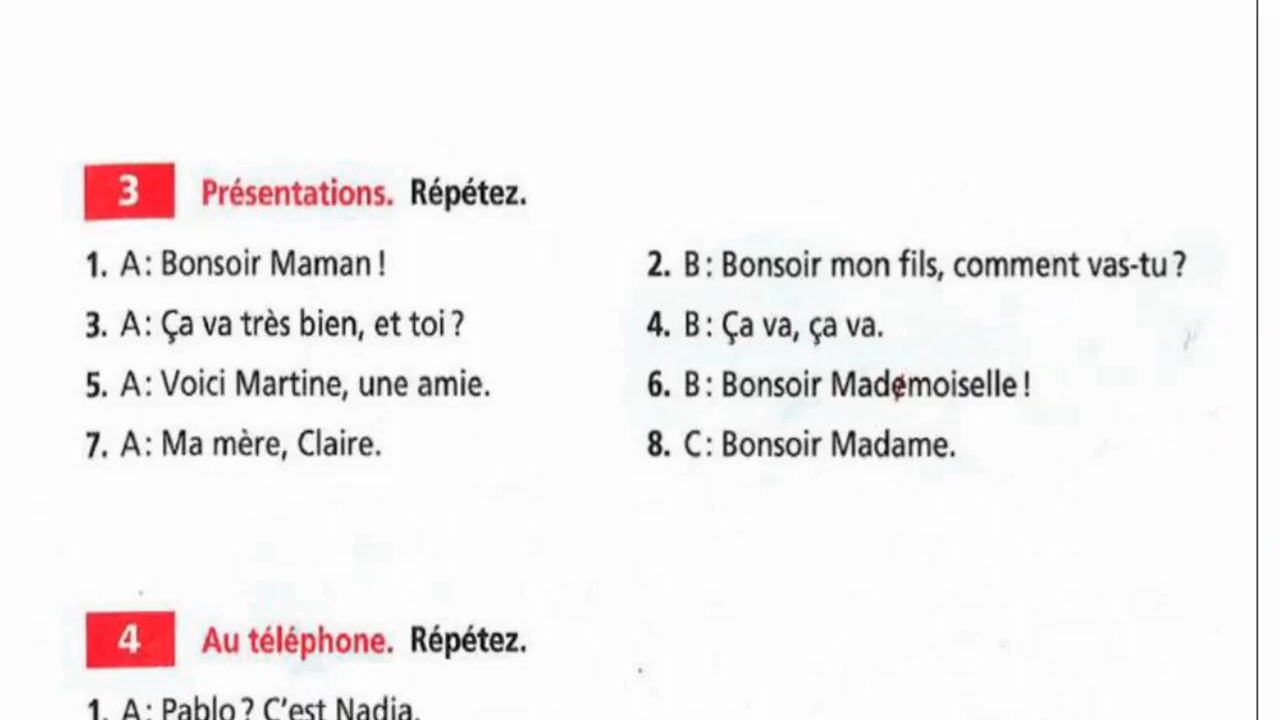 3 Présentations. Répétez.
1. A : Bonsoir Maman !
2. B : Bonsoir mon fils, comment vas-tu ?
3. A : Ça va très bien, et toi ?
4. B : Ça va, ça va.
5. A : Voici Martine, une amie.
6. B : Bonsoir Mademoiselle !
7. A : Ma mère, Claire.
8. C : Bonsoir Madame.
4 Au téléphone. Répétez.
1. A : Pablo ? C'est Nadia.